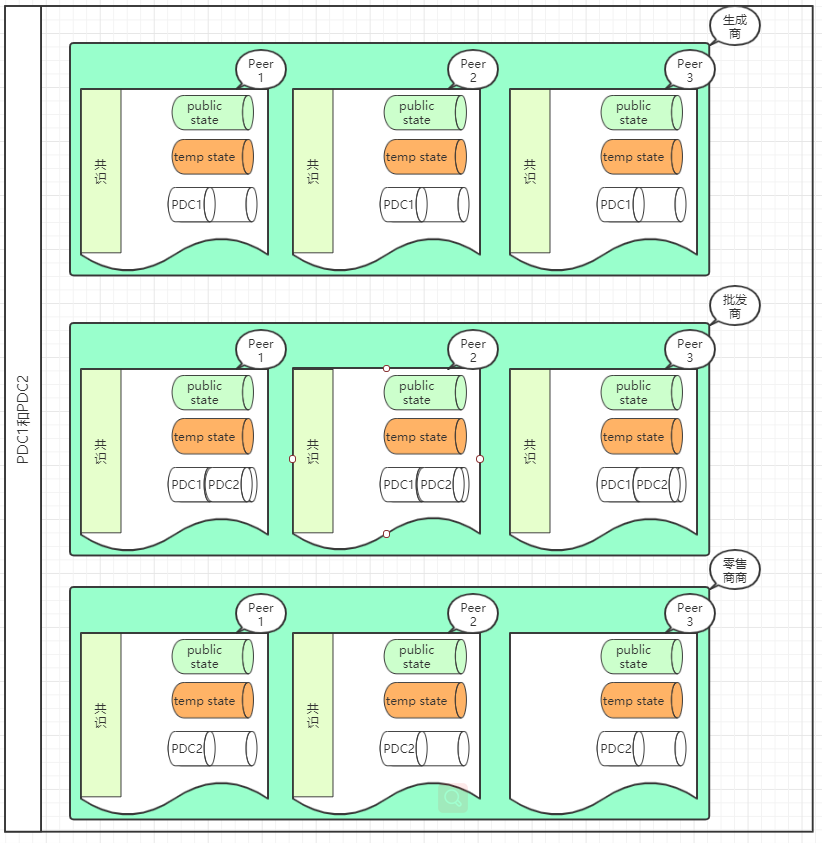 生成
商
Peer
1
Peer
2
Peer
3
共识
public
state
temp state
PDC1
共识
public
state
temp state
PDC1
共识
public
state
temp state
PDC1
PDC1和PDC2
批发
商
Peer
1
Peer
2
Peer
3
共识
public
state
temp state
PDC1
PDC2
共识
public
state
temp state
PDC1
PDC2
共识
public
state
temp state
PDC1
PDC2
零售
商商
Peer
1
Peer
2
Peer
3
共识
public
state
temp state
PDC2
共识
public
state
temp state
PDC2
public
state
temp state
PDC2